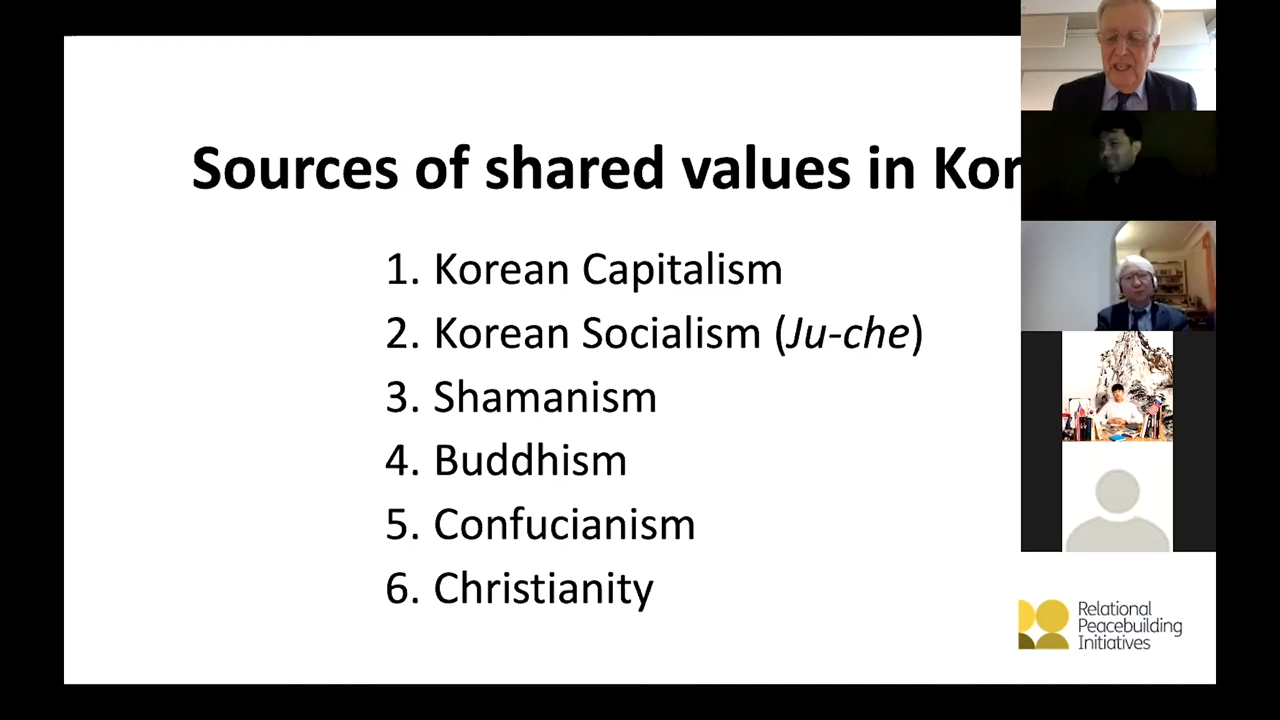 Sources of shared values in Kor
1. Korean Capitalism
2. Korean Socialism (Ju-che)
3. Shamanism
4. Buddhism
5. Confucianism
6. Christianity
Relational
Peacebuilding
Initiatives